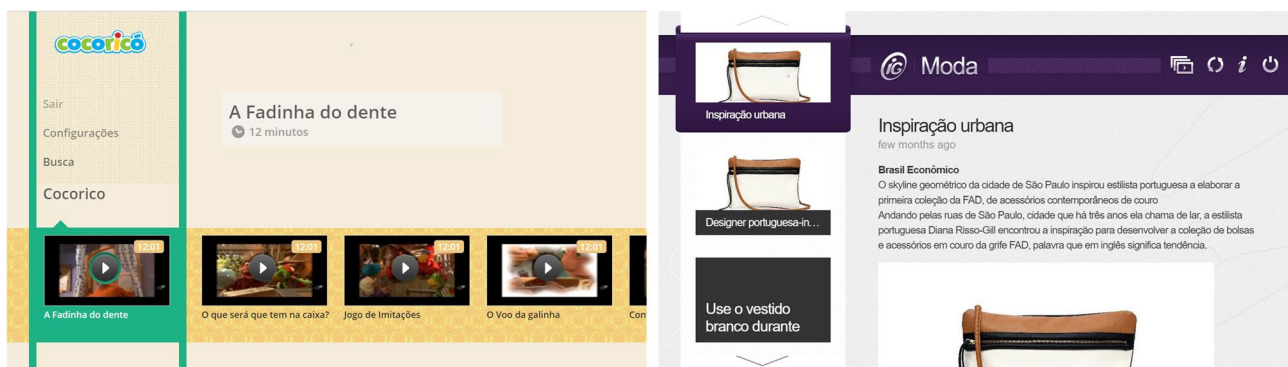 cocoricó
Sair
Configurações
Busca
Cocorico
A Fadinha do dente
12 minutos
12:01
A Fadinha do dente
12:01
O que será que tem na caixa?
12:01
Jogo de Imitações
12:01
O Voo da galinha
Con
iG Moda
Inspiração urbana
Designer portuguesa-in...
Use o vestido
branco durante
Inspiração urbana
few months ago
Brasil Econômico
O skyline geométrico da cidade de São Paulo inspirou estilista portuguesa a elaborar a
primeira coleção da FAD, de acessórios contemporâneos de couro
Andando pelas ruas de São Paulo, cidade que há três anos ela chama de lar, a estilista
portuguesa Diana Risso-Gill encontrou a inspiração para desenvolver a coleção de bolsas
e acessórios em couro da grife FAD, palavra que em inglês significa tendência.